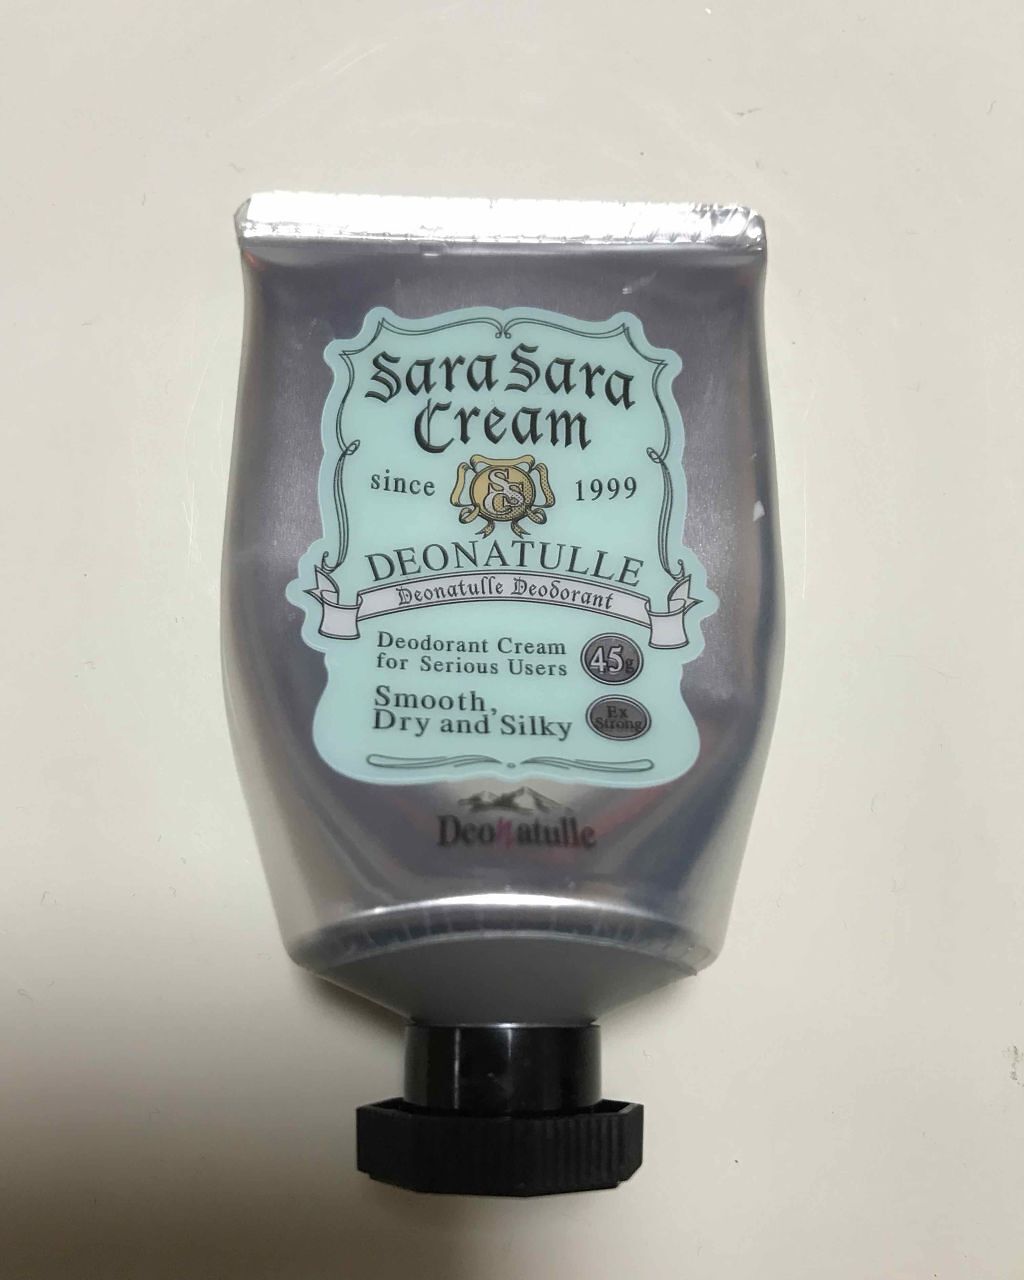 Sara Sara
Cream
since 1999
SSC
DEONATULLE
Deonatulle Deodorant
Deodorant Cream
for Serious Users
45g
Smooth,
Dry and Silky
Ex
Strong
DeoNatulle